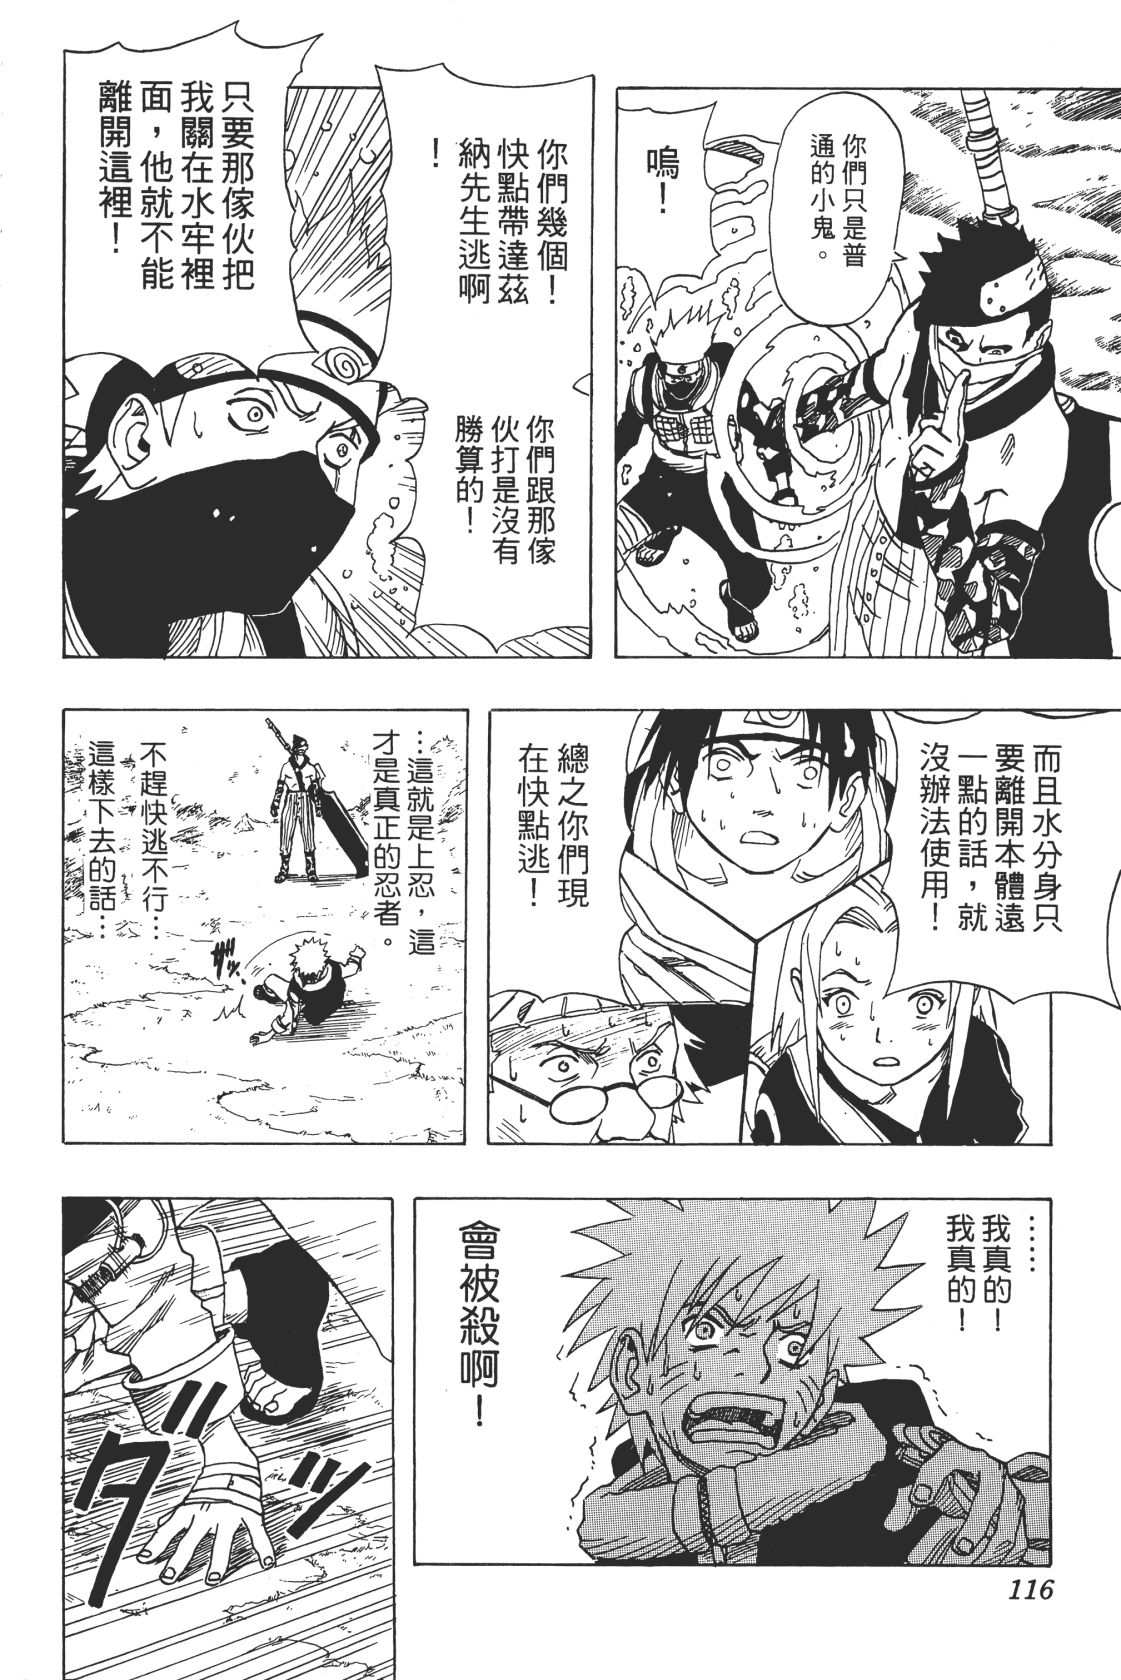 你們只是普
通的小鬼。
嗚！
你們幾個！
快點帶達茲
納先生逃啊
！
你們跟那傢
伙打是沒有
勝算的！
只要那傢伙把
我關在水牢裡
面，他就不能
離開這裡！
而且水分身只
要離開本體遠
一點的話，就
沒辦法使用！
總之你們現
在快點逃！
…這就是上忍，這
才是真正的忍者。
不趕快逃不行…
這樣下去的話…
ザッ
……
我真的！
我真的！
會被殺啊！
ダッ
116